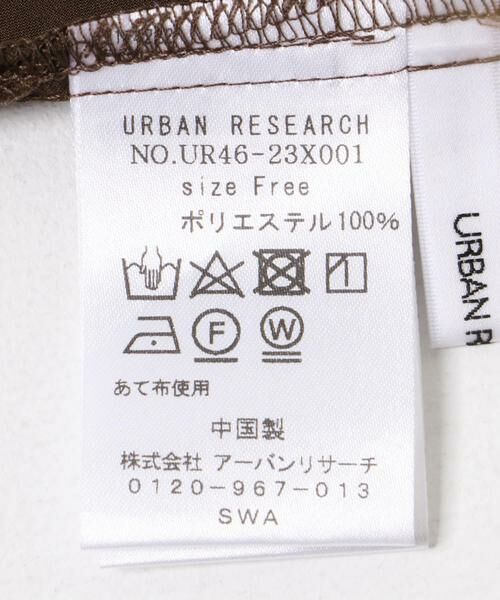 URBAN RESEARCH
NO.UR46-23X001
size Free
ポリエステル100%
F W
あて布使用
中国製
株式会社 アーバンリサーチ
0120-967-013
SWA
URBAN R